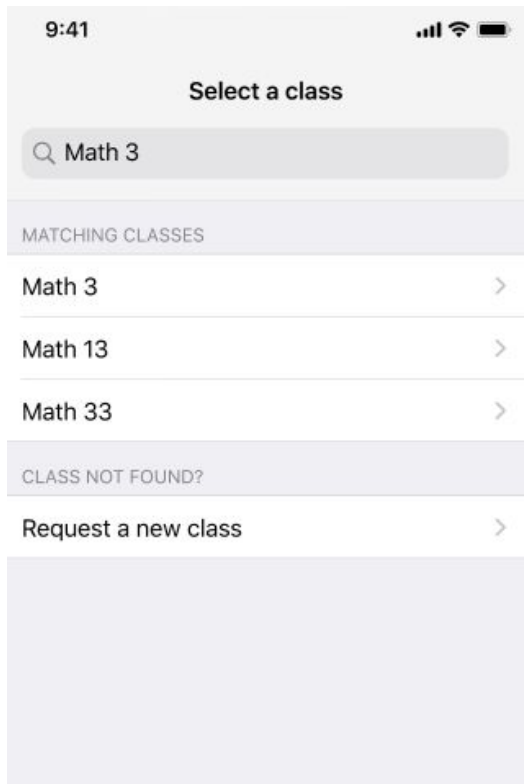 9:41
Select a class
Math 3
MATCHING CLASSES
Math 3
Math 13
Math 33
CLASS NOT FOUND?
Request a new class